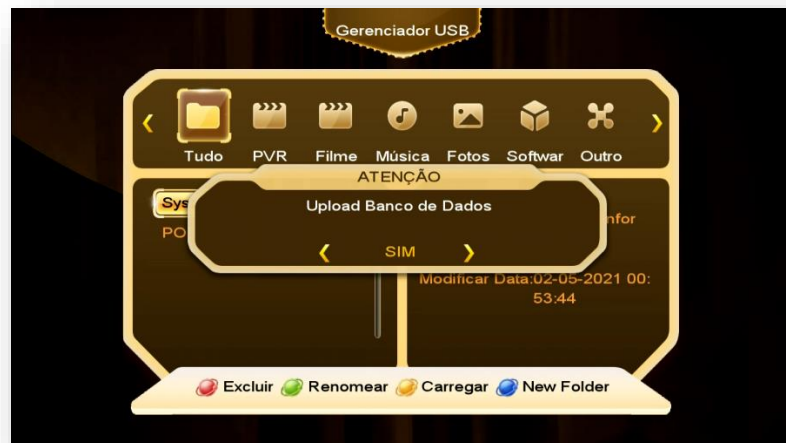 Gerenciador USB
Tudo PVR Filme Música Fotos Softwar Outro
ATENÇÃO
Upload Banco de Dados
SIM
Modificar Data:02-05-2021 00:
53:44
Excluir Renomear Carregar New Folder